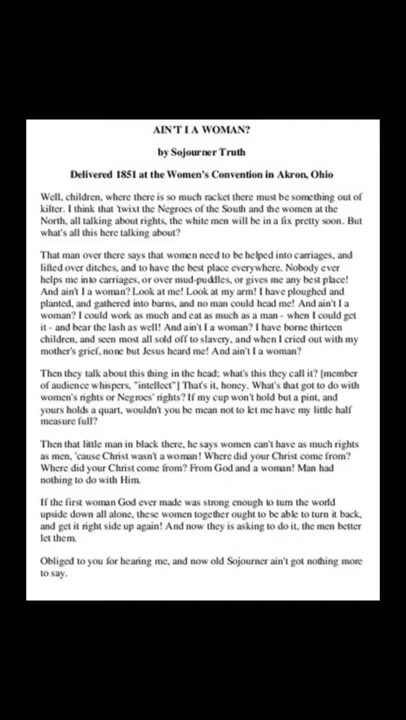 AIN'T I A WOMAN?
by Sojourner Truth
Delivered 1851 at the Women's Convention in Akron, Ohio
Well, children, where there is so much racket there must be something out of
kilter. I think that 'twixt the Negroes of the South and the women at the
North, all talking about rights, the white men will be in a fix pretty soon. But
what's all this here talking about?
That man over there says that women need to be helped into carriages, and
lifted over ditches, and to have the best place everywhere. Nobody ever
helps me into carriages, or over mud-puddles, or gives me any best place!
And ain't I a woman? Look at me! Look at my arm! I have ploughed and
planted, and gathered into barns, and no man could head me! And ain't I a
woman? I could work as much and eat as much as a man - when I could get
it - and bear the lash as well! And ain't I a woman? I have borne thirteen
children, and seen most all sold off to slavery, and when I cried out with my
mother's grief, none but Jesus heard me! And ain't I a woman?
Then they talk about this thing in the head; what's this they call it? [member
of audience whispers, "intellect"] That's it, honey. What's that got to do with
women's rights or Negroes' rights? If my cup won't hold but a pint, and
yours holds a quart, wouldn't you be mean not to let me have my little half
measure full?
Then that little man in black there, he says women can't have as much rights
as men, 'cause Christ wasn't a woman! Where did your Christ come from?
Where did your Christ come from? From God and a woman! Man had
nothing to do with Him.
If the first woman God ever made was strong enough to turn the world
upside down all alone, these women together ought to be able to turn it back,
and get it right side up again! And now they is asking to do it, the men better
let them.
Obliged to you for hearing me, and now old Sojourner ain't got nothing more
to say.